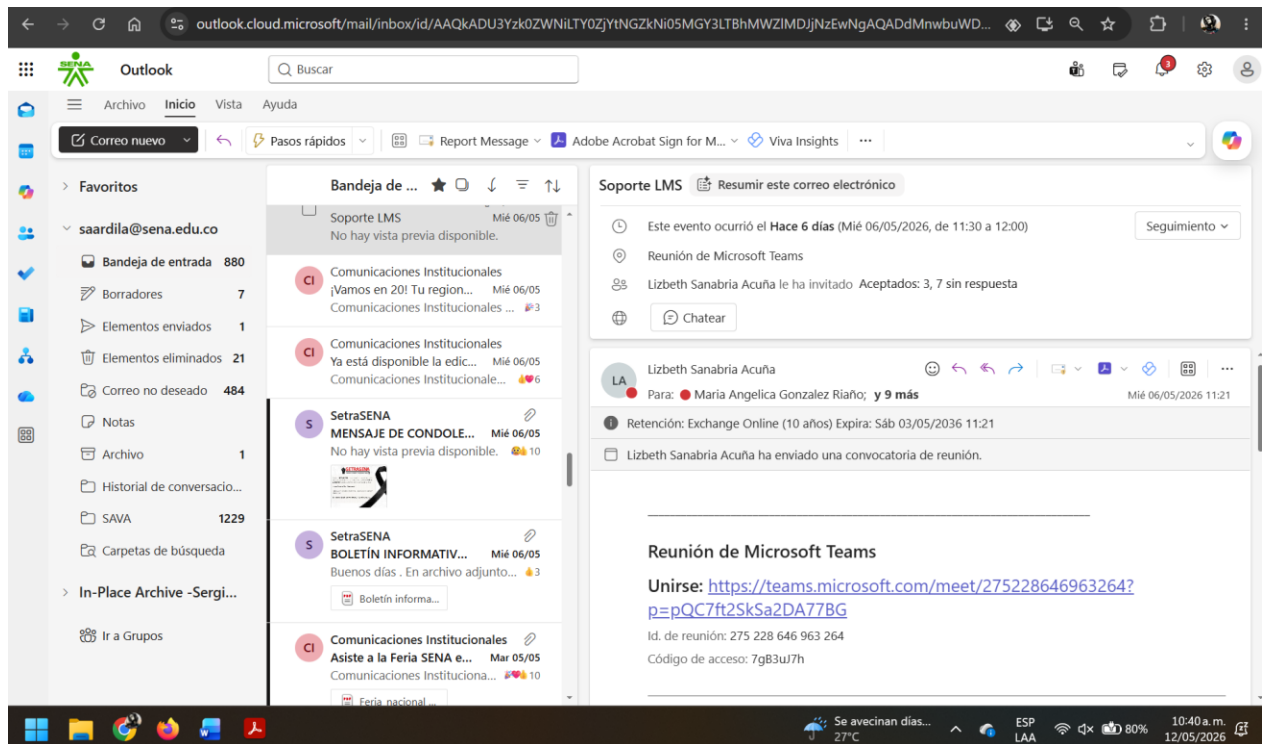 outlook.cloud.microsoft/mail/inbox/id/AAQkADU3Yzk0ZWNiLTY0ZjYtNGZkNi05MGY3LTBhMWZlMDJjNzEwNgAQADdMnwbuWD...
SENA
Outlook
Buscar
3
Archivo Inicio Vista Ayuda
Correo nuevo
Pasos rápidos
Report Message
Adobe Acrobat Sign for M...
Viva Insights
...
Favoritos
saardila@sena.edu.co
Bandeja de entrada 880
Borradores 7
Elementos enviados 1
Elementos eliminados 21
Correo no deseado 484
Notas
Archivo 1
Historial de conversacio...
SAVA 1229
Carpetas de búsqueda
In-Place Archive -Sergi...
Ir a Grupos
Bandeja de ...
Soporte LMS Mié 06/05
No hay vista previa disponible.
CI
Comunicaciones Institucionales
¡Vamos en 20! Tu region... Mié 06/05
Comunicaciones Institucionales ... 3
CI
Comunicaciones Institucionales
Ya está disponible la edic... Mié 06/05
Comunicaciones Institucionale... 6
S
SetraSENA
MENSAJE DE CONDOLE... Mié 06/05
No hay vista previa disponible. 10
S
SetraSENA
BOLETÍN INFORMATIV... Mié 06/05
Buenos días . En archivo adjunto... 3
Boletín informa...
CI
Comunicaciones Institucionales
Asiste a la Feria SENA e... Mar 05/05
Comunicaciones Instituciona... 10
Feria nacional ...
Soporte LMS Resumir este correo electrónico
Este evento ocurrió el Hace 6 días (Mié 06/05/2026, de 11:30 a 12:00)
Seguimiento
Reunión de Microsoft Teams
Lizbeth Sanabria Acuña le ha invitado Aceptados: 3, 7 sin respuesta
Chatear
LA
Lizbeth Sanabria Acuña
Para: Maria Angelica Gonzalez Riaño; y 9 más
Mié 06/05/2026 11:21
Retención: Exchange Online (10 años) Expira: Sáb 03/05/2036 11:21
Lizbeth Sanabria Acuña ha enviado una convocatoria de reunión.
Reunión de Microsoft Teams
Unirse: https://teams.microsoft.com/meet/275228646963264?
p=pQC7ft2SkSa2DA77BG
Id. de reunión: 275 228 646 963 264
Código de acceso: 7gB3uJ7h
Se avecinan días...
27°C
ESP
LAA
80%
10:40 a. m.
12/05/2026